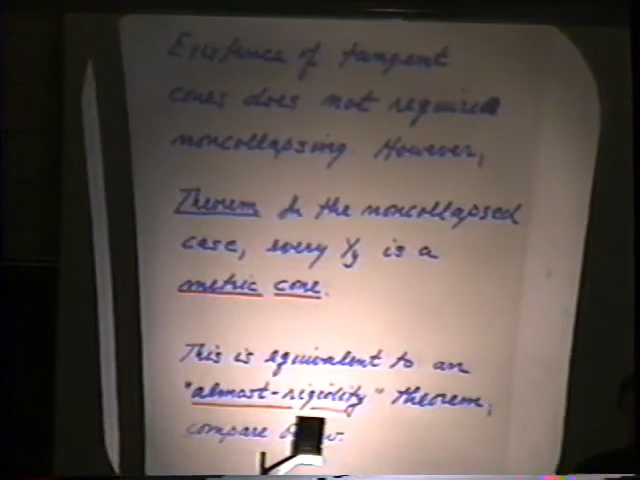 Existence of tangent
cones does not require
noncollapsing. However,
Theorem In the noncollapsed
case, every Y_y is a
metric cone.
This is equivalent to an
"almost-rigidity" theorem;
compare